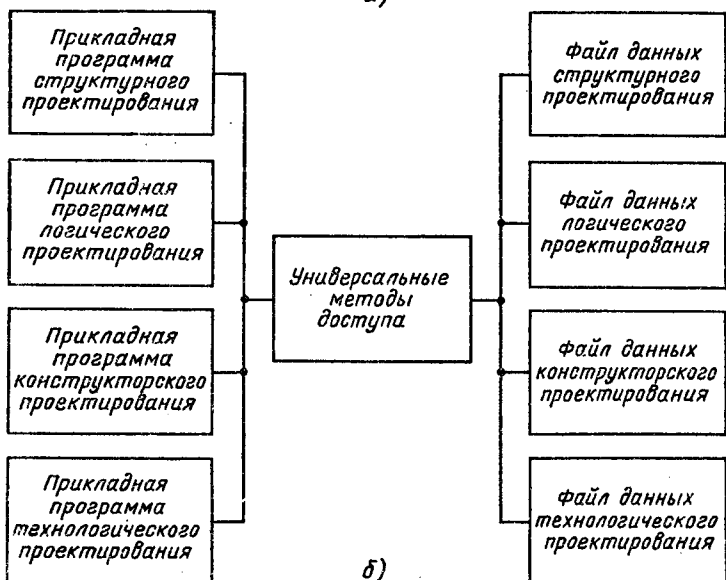 Прикладная
программа
структурного
проектирования
Прикладная
программа
логического
проектирования
Прикладная
программа
конструкторского
проектирования
Прикладная
программа
технологического
проектирования
Универсальные
методы
доступа
Файл данных
структурного
проектирования
Файл данных
логического
проектирования
Файл данных
конструкторского
проектирования
Файл данных
технологического
проектирования
б)